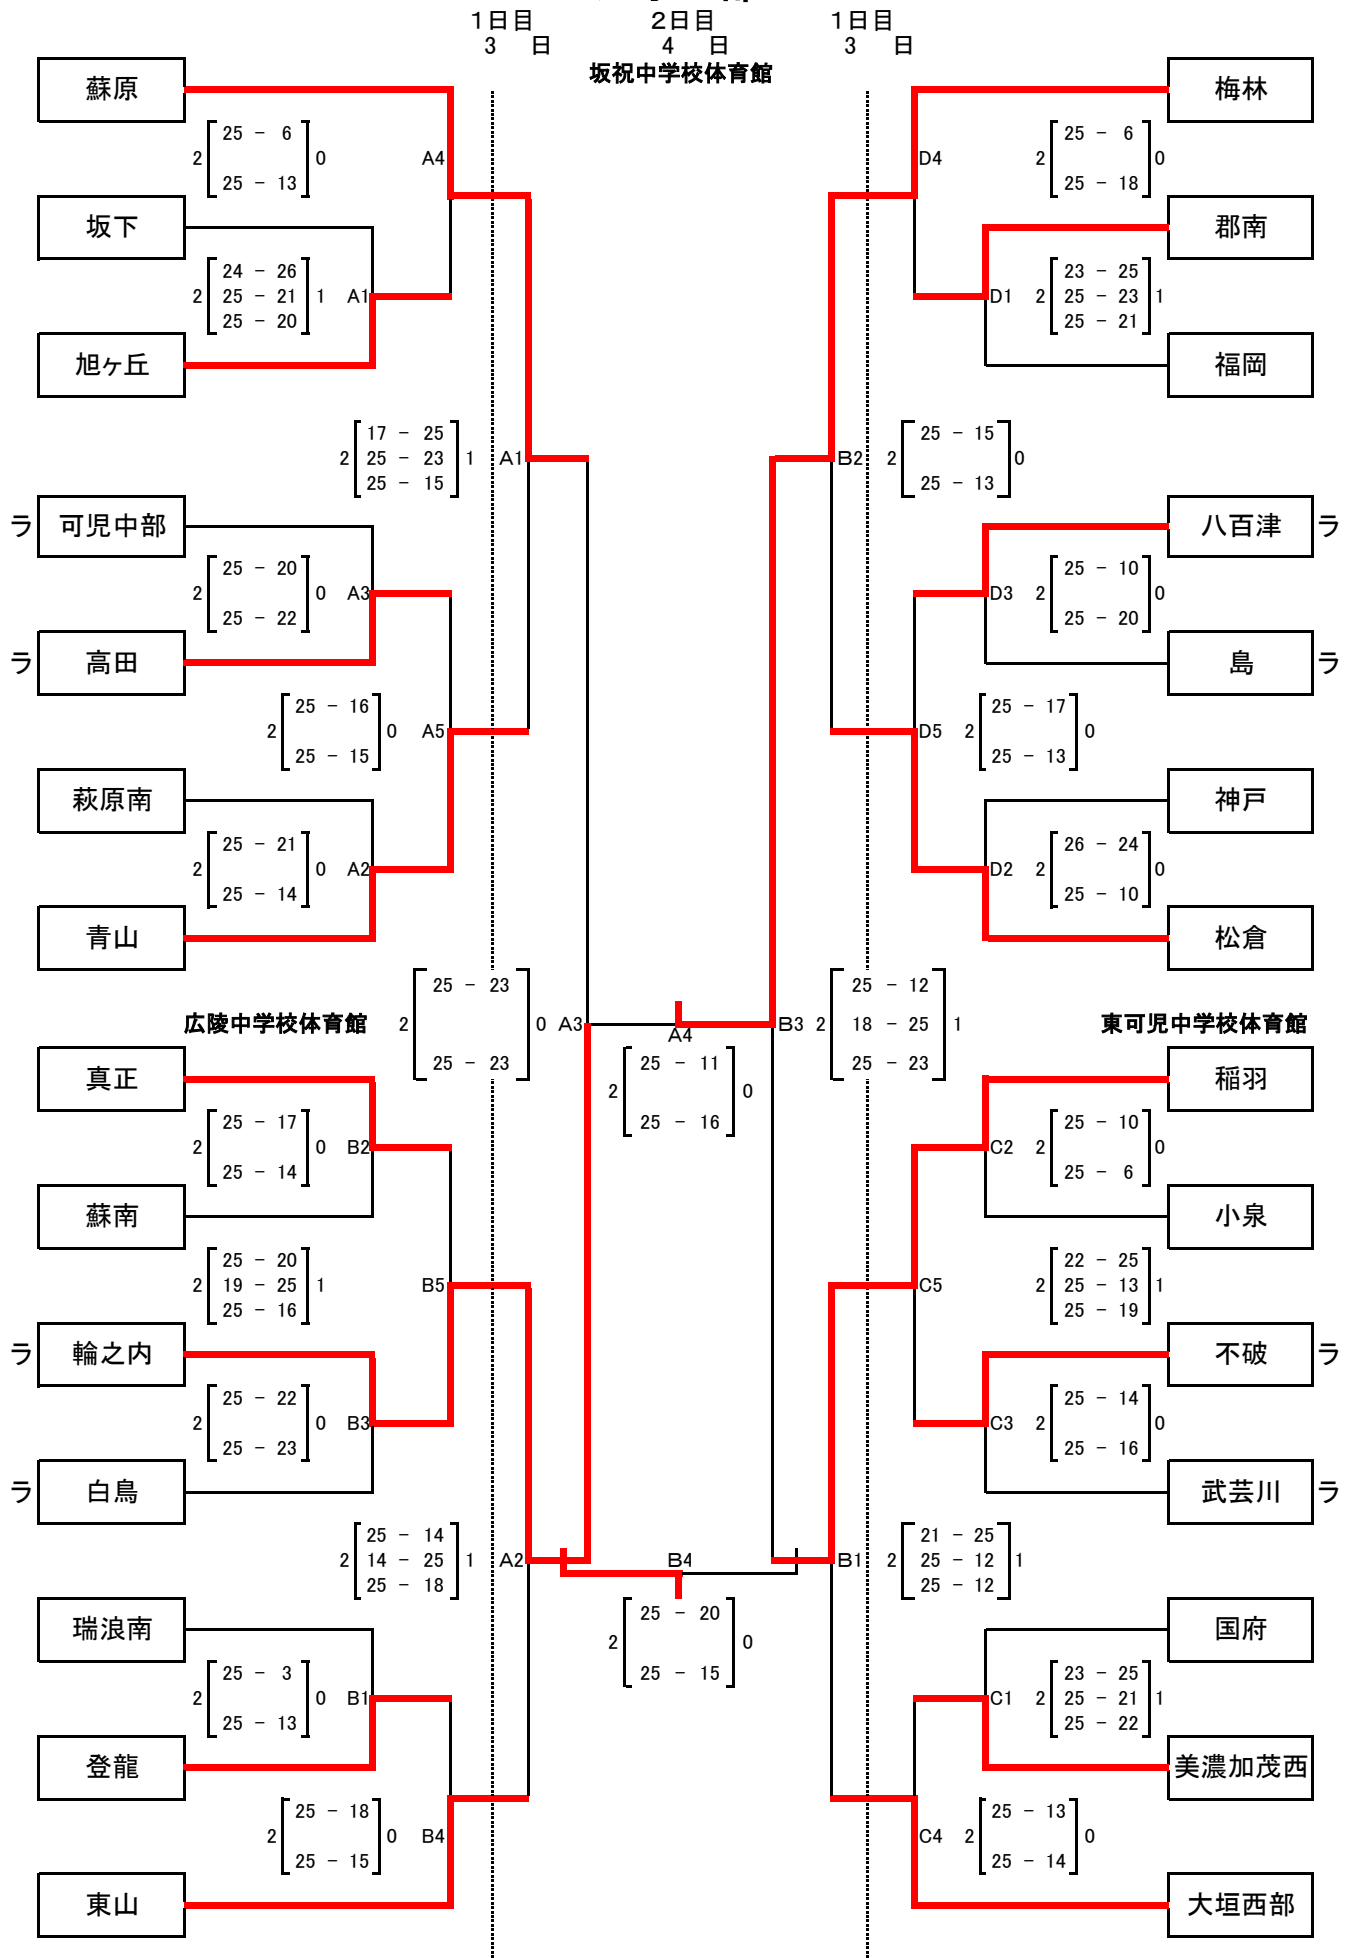 1日目 2日目 1日目
3 日 4 日 3 日
坂祝中学校体育館
蘇原 梅林
25 － 6 25 － 6
2 0 A4 D4 2 0
25 － 13 25 － 18
坂下 郡南
24 － 26 23 － 25
2 25 － 21 1 A1 D1 2 25 － 23 1
25 － 20 25 － 21
旭ヶ丘 福岡
17 － 25 25 － 15
2 25 － 23 1 A1 B2 2 0
25 － 15 25 － 13
ラ 可児中部 八百津 ラ
25 － 20 25 － 10
2 0 A3 D3 2 0
25 － 22 25 － 20
ラ 高田 島 ラ
25 － 16 25 － 17
2 0 A5 D5 2 0
25 － 15 25 － 13
萩原南 神戸
25 － 21 26 － 24
2 0 A2 D2 2 0
25 － 14 25 － 10
青山 松倉
25 － 23 25 － 12
広陵中学校体育館 2 0 A3 A4 B3 2 18 － 25 1 東可児中学校体育館
25 － 23 25 － 23
25 － 11
2 0
25 － 16
真正 稲羽
25 － 17 25 － 10
2 0 B2 C2 2 0
25 － 14 25 － 6
蘇南 小泉
25 － 20 22 － 25
2 19 － 25 1 B5 C5 2 25 － 13 1
25 － 16 25 － 19
ラ 輪之内 不破 ラ
25 － 22 25 － 14
2 0 B3 C3 2 0
25 － 23 25 － 16
ラ 白鳥 武芸川 ラ
25 － 14 21 － 25
2 14 － 25 1 A2 B4 B1 2 25 － 12 1
25 － 18 25 － 12
25 － 20
2 0
25 － 15
瑞浪南 国府
25 － 3 23 － 25
2 0 B1 C1 2 25 － 21 1
25 － 13 25 － 22
登龍 美濃加茂西
25 － 18 25 － 13
2 0 B4 C4 2 0
25 － 15 25 － 14
東山 大垣西部